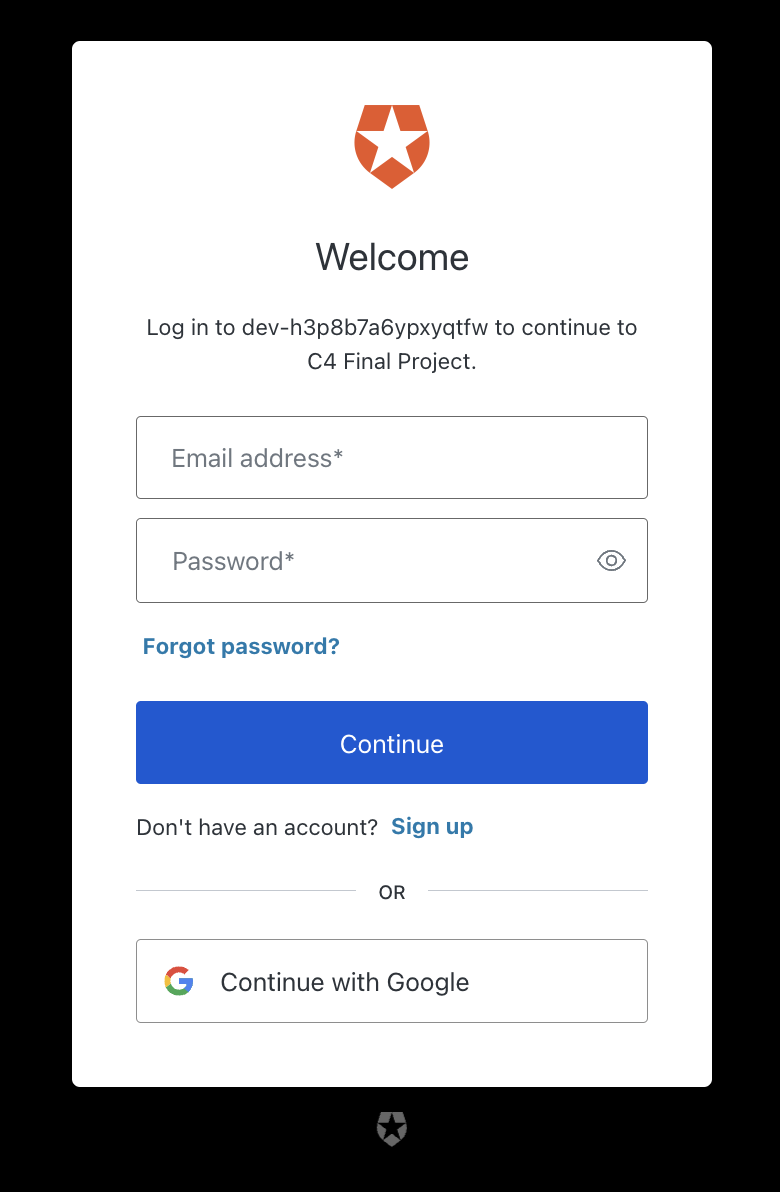 Welcome
Log in to dev-h3p8b7a6ypxyqtfw to continue to
C4 Final Project.
Email address*
Password*
Forgot password?
Continue
Don't have an account? Sign up
OR
Continue with Google